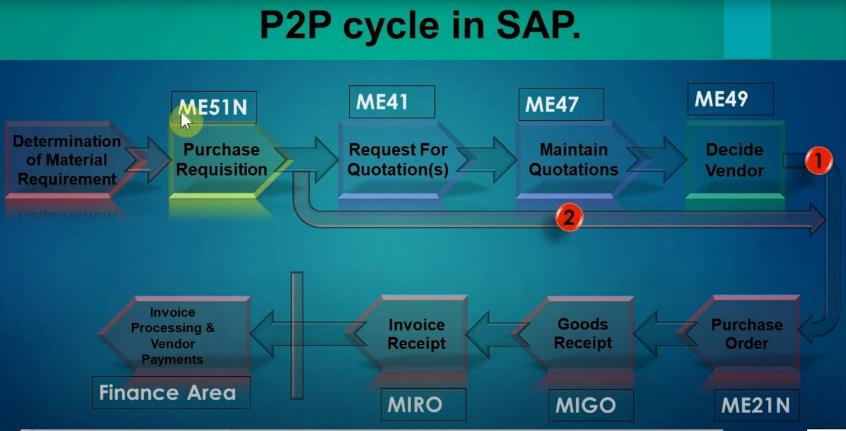 P2P cycle in SAP.
ME51N
ME41
ME47
ME49
Determination
of Material
Requirement
Purchase
Requisition
Request For
Quotation(s)
Maintain
Quotations
Decide
Vendor
1
2
Invoice
Processing &
Vendor
Payments
Invoice
Receipt
Goods
Receipt
Purchase
Order
Finance Area
MIRO
MIGO
ME21N